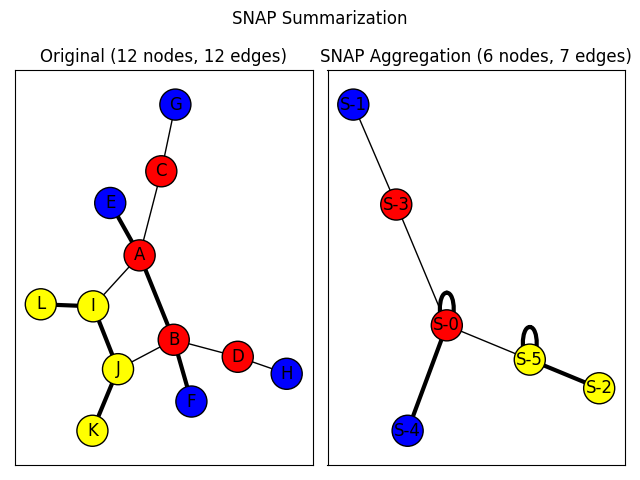 SNAP Summarization
Original (12 nodes, 12 edges)
SNAP Aggregation (6 nodes, 7 edges)
G
C
E
A
L
I
B
D
J
H
F
K
S-1
S-3
S-0
S-5
S-2
S-4